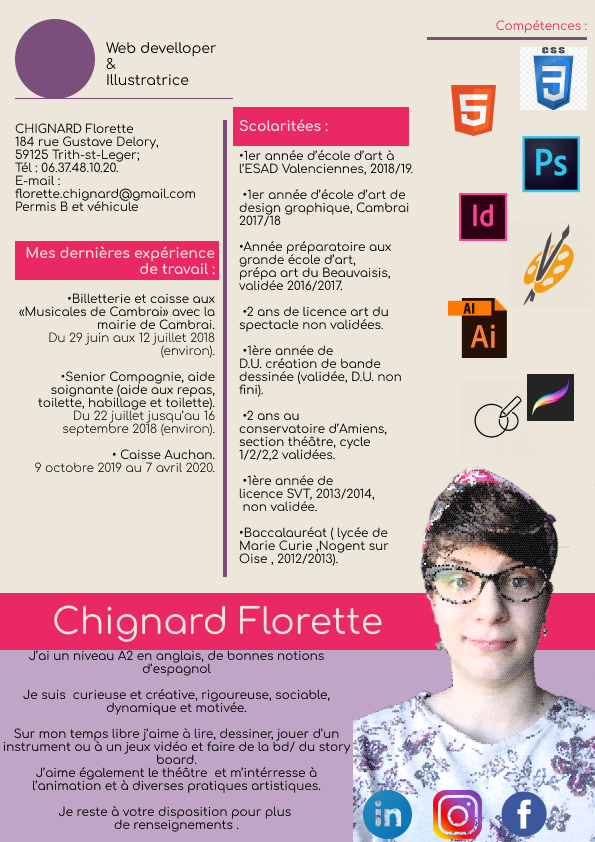 Web develloper
&
Illustratrice
CHIGNARD Florette
184 rue Gustave Delory,
59125 Trith-st-Leger;
Tél : 06.37.48.10.20.
E-mail :
florette.chignard@gmail.com
Permis B et véhicule
Mes dernières expérience
de travail :
•Billetterie et caisse aux
«Musicales de Cambrai» avec la
mairie de Cambrai.
Du 29 juin aux 12 juillet 2018
(environ).
•Senior Compagnie, aide
soignante (aide aux repas,
toilette, habillage et toilette).
Du 22 juillet jusqu'au 16
septembre 2018 (environ).
• Caisse Auchan.
9 octobre 2019 au 7 avril 2020.
Scolaritées :
•1er année d'école d'art à
l'ESAD Valenciennes, 2018/19.
•1er année d'école d'art de
design graphique, Cambrai
2017/18
•Année préparatoire aux
grande école d'art,
prépa art du Beauvaisis,
validée 2016/2017.
•2 ans de licence art du
spectacle non validées.
•1ère année de
D.U. création de bande
dessinée (validée, D.U. non
fini).
•2 ans au
conservatoire d'Amiens,
section théâtre, cycle
1/2/2,2 validées.
•1ère année de
licence SVT, 2013/2014,
non validée.
•Baccalauréat ( lycée de
Marie Curie ,Nogent sur
Oise , 2012/2013).
Compétences :
CSS
3
5
Ps
Id
AI
Ai
Chignard Florette
J'ai un niveau A2 en anglais, de bonnes notions
d'espagnol
Je suis curieuse et créative, rigoureuse, sociable,
dynamique et motivée.
Sur mon temps libre j'aime à lire, dessiner, jouer d'un
instrument ou à un jeux vidéo et faire de la bd/ du story
board.
J'aime également le théâtre et m'intérresse à
l'animation et à diverses pratiques artistiques.
Je reste à votre disposition pour plus
de renseignements .
in
f